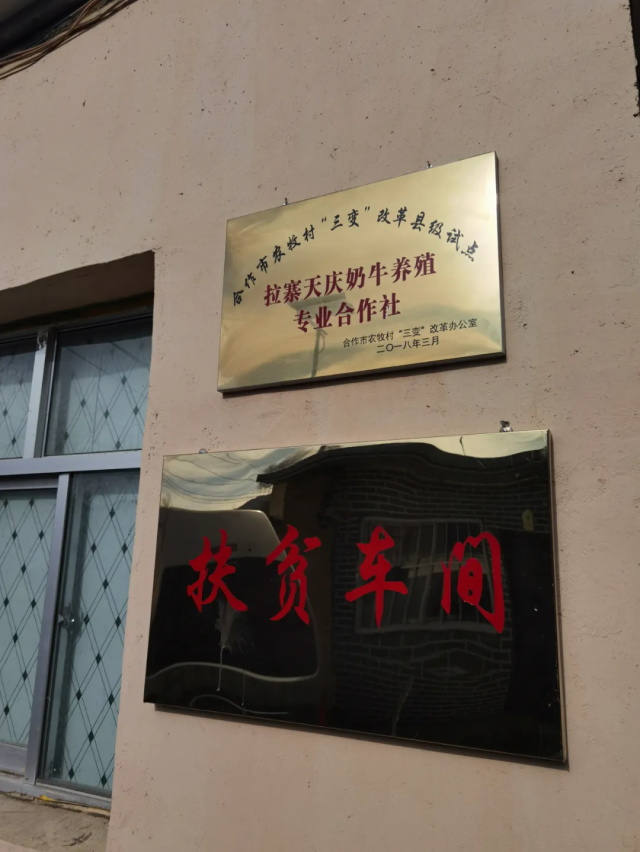 合作市农牧村“三变”改革县级试点
拉寨天庆奶牛养殖
专业合作社
合作市农牧村“三变”改革办公室
二〇一八年三月
扶贫车间